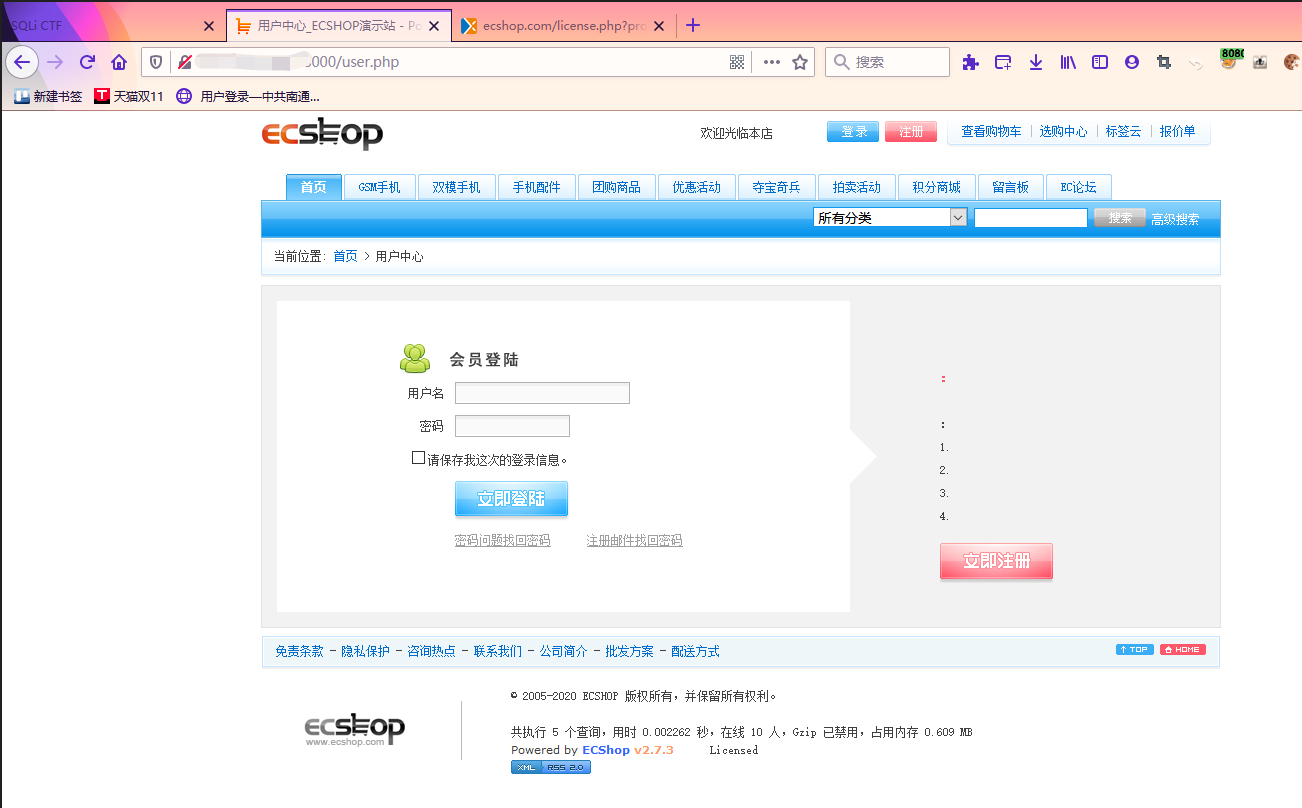 SQLi CTF
用户中心_ECSHOP演示站 - Po
ecshop.com/license.php?pro
:000/user.php
搜索
8080
新建书签 天猫双11 用户登录—中共南通...
ECSHOP
欢迎光临本店
登录 注册
查看购物车 选购中心 标签云 报价单
首页 GSM手机 双模手机 手机配件 团购商品 优惠活动 夺宝奇兵 拍卖活动 积分商城 留言板 EC论坛
所有分类 搜索 高级搜索
当前位置: 首页 > 用户中心
会员登陆
用户名
密码
请保存我这次的登录信息。
立即登陆
密码问题找回密码 注册邮件找回密码
:
:
1.
2.
3.
4.
立即注册
免责条款 - 隐私保护 - 咨询热点 - 联系我们 - 公司简介 - 批发方案 - 配送方式
TOP HOME
ecshop
www.ecshop.com
© 2005-2020 ECSHOP 版权所有，并保留所有权利。
共执行 5 个查询，用时 0.002262 秒，在线 10 人，Gzip 已禁用，占用内存 0.609 MB
Powered by ECShop v2.7.3 Licensed
XML RSS 2.0